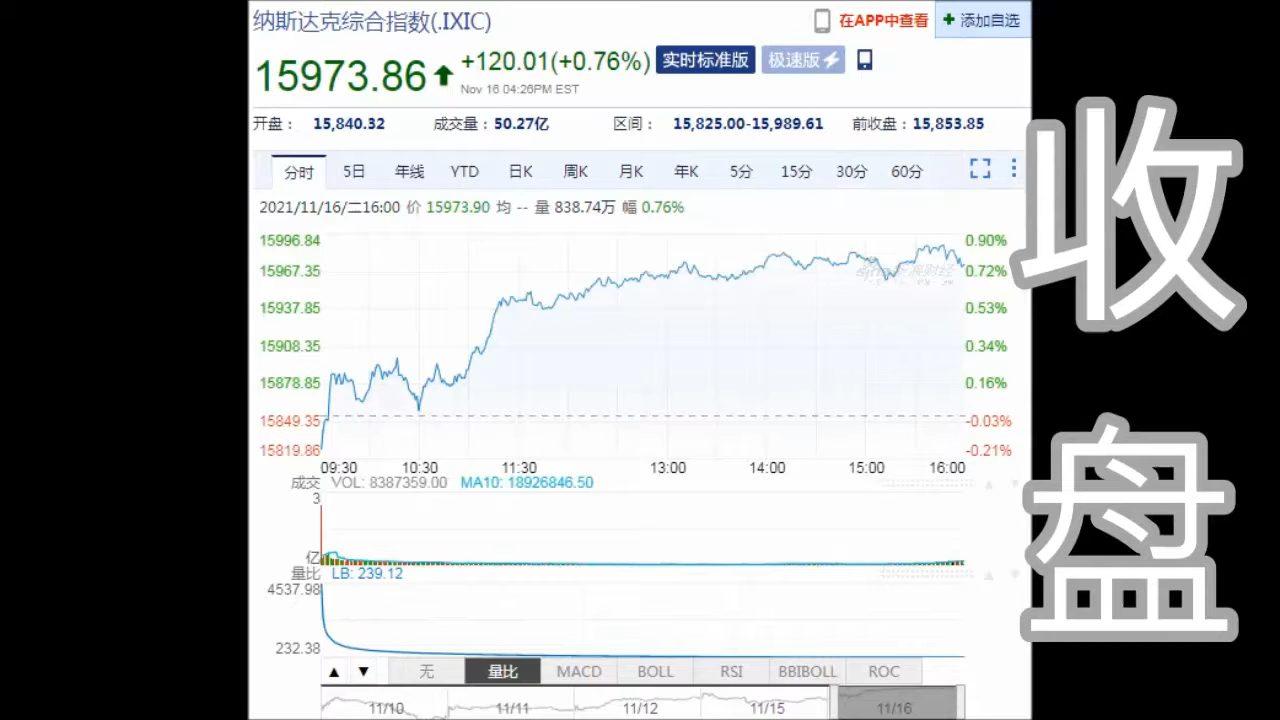 纳斯达克综合指数(.IXIC)
在APP中查看
添加自选
15973.86 +120.01(+0.76%) 实时标准版 极速版
Nov 16 04:26PM EST
开盘： 15,840.32 成交量：50.27亿 区间： 15,825.00-15,989.61 前收盘：15,853.85
分时 5日 年线 YTD 日K 周K 月K 年K 5分 15分 30分 60分
2021/11/16/二16:00 价 15973.90 均 -- 量 838.74万 幅 0.76%
15996.84 0.90%
15967.35 0.72%
15937.85 0.53%
15908.35 0.34%
15878.85 0.16%
15849.35 -0.03%
15819.86 -0.21%
09:30 10:30 11:30 13:00 14:00 15:00 16:00
成交 VOL: 8387359.00 MA10: 18926846.50
3
亿
量比 LB: 239.12
4537.98
232.38
▲ ▼ 无 量比 MACD BOLL RSI BBIBOLL ROC
11/10 11/11 11/12 11/15 11/16
收
盘